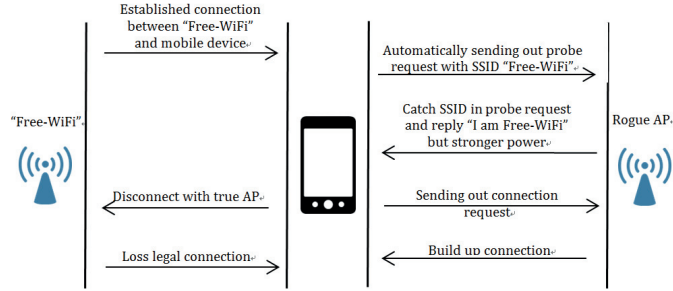 Established connection
between “Free-WiFi”
and mobile device
Automatically sending out probe
request with SSID “Free-WiFi”
Catch SSID in probe request
and reply “I am Free-WiFi”
but stronger power
“Free-WiFi”
Rogue AP
Disconnect with true AP
Sending out connection
request
Loss legal connection
Build up connection